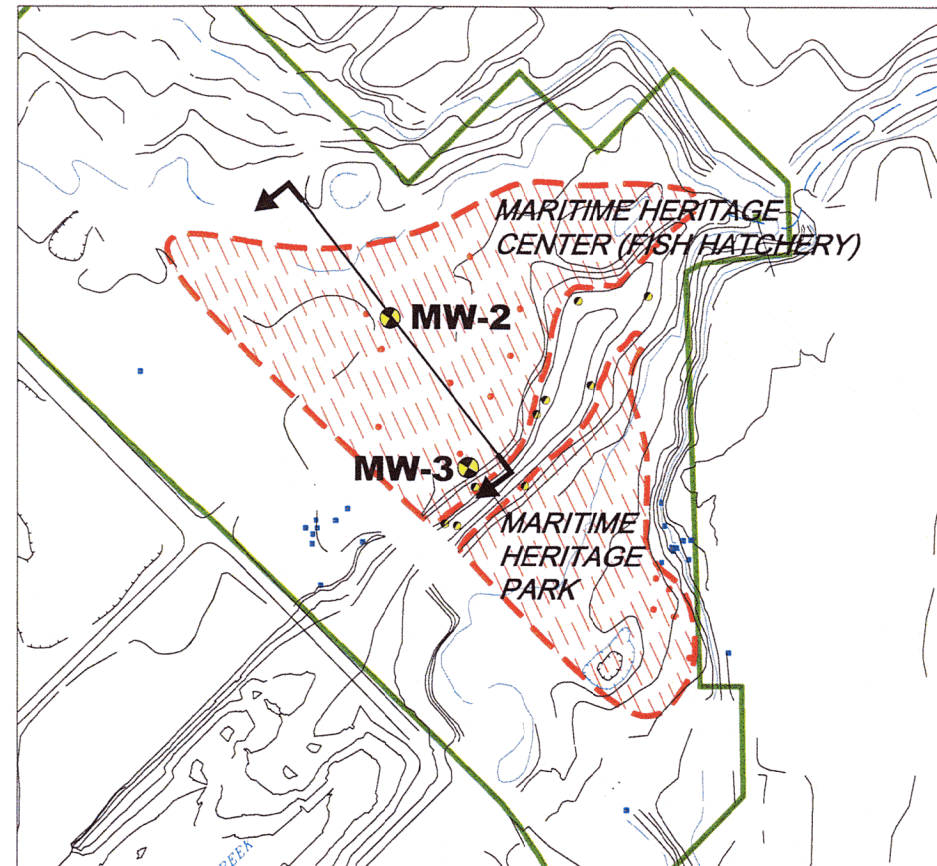 MARITIME HERITAGE
CENTER (FISH HATCHERY)
MW-2
MW-3
MARITIME
HERITAGE
PARK